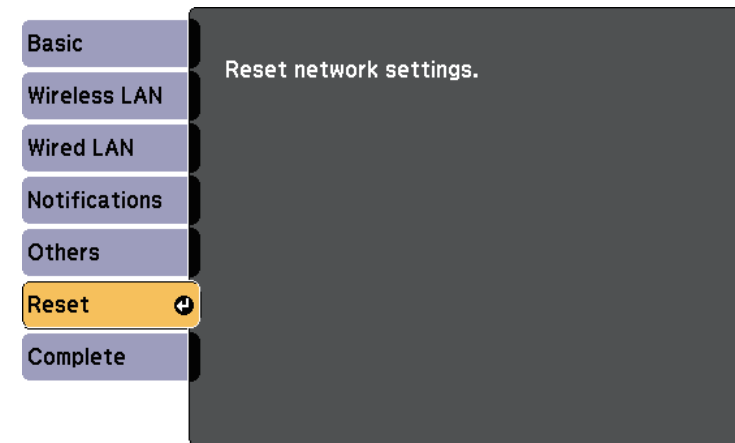 Basic
Wireless LAN
Wired LAN
Notifications
Others
Reset
Complete
Reset network settings.